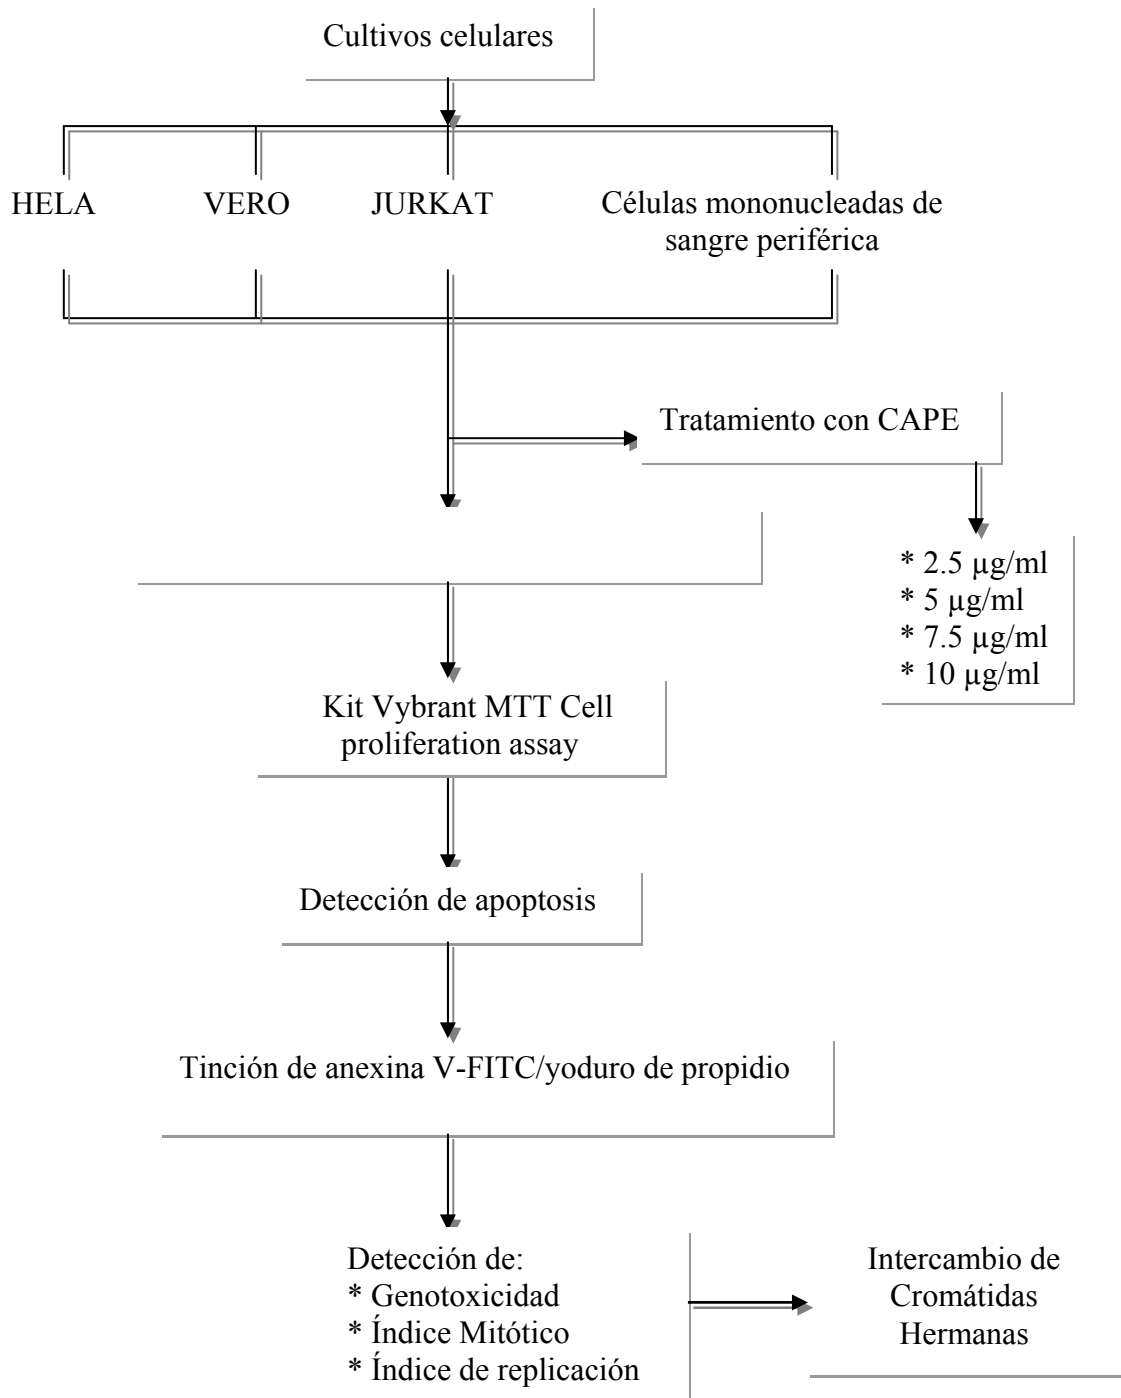 Cultivos celulares
HELA
VERO
JURKAT
Células mononucleadas de
sangre periférica
Tratamiento con CAPE
* 2.5 µg/ml
* 5 µg/ml
* 7.5 µg/ml
* 10 µg/ml
Kit Vybrant MTT Cell
proliferation assay
Detección de apoptosis
Tinción de anexina V-FITC/yoduro de propidio
Detección de:
* Genotoxicidad
* Índice Mitótico
* Índice de replicación
Intercambio de
Cromátidas
Hermanas